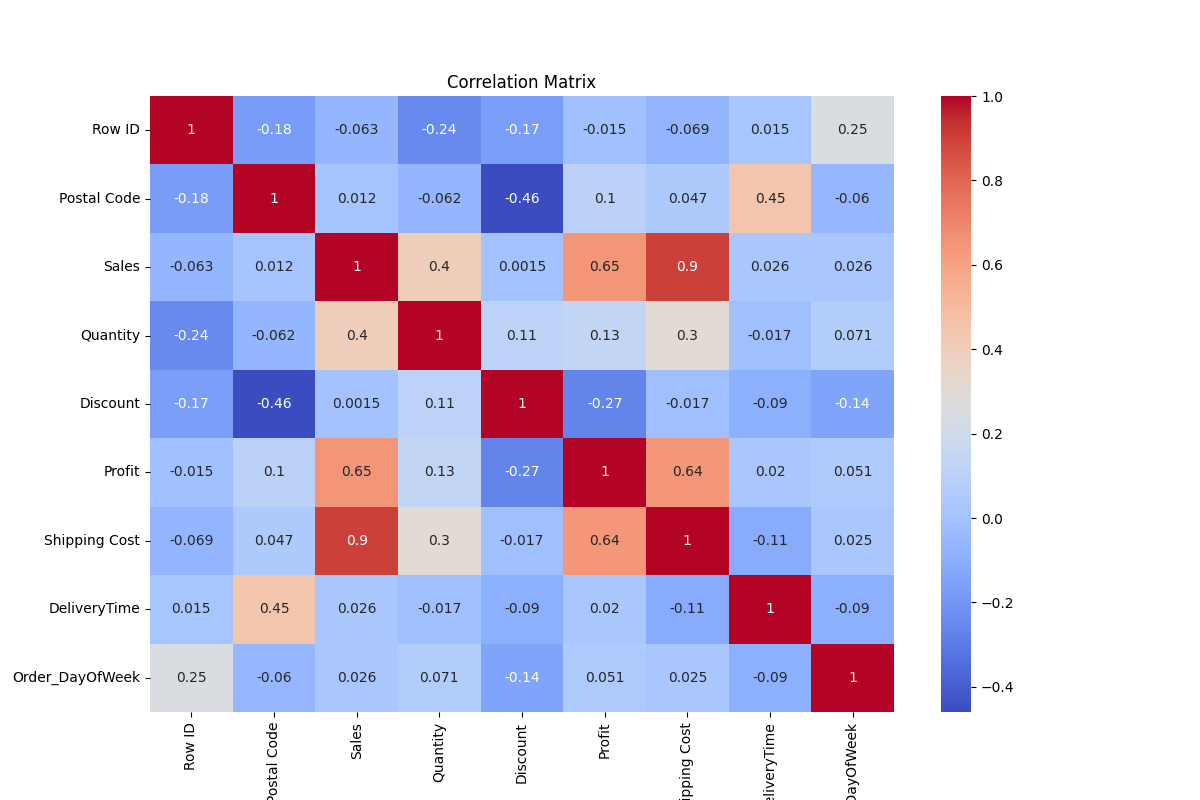 Correlation Matrix
Row ID 1 -0.18 -0.063 -0.24 -0.17 -0.015 -0.069 0.015 0.25
Postal Code -0.18 1 0.012 -0.062 -0.46 0.1 0.047 0.45 -0.06
Sales -0.063 0.012 1 0.4 0.0015 0.65 0.9 0.026 0.026
Quantity -0.24 -0.062 0.4 1 0.11 0.13 0.3 -0.017 0.071
Discount -0.17 -0.46 0.0015 0.11 1 -0.27 -0.017 -0.09 -0.14
Profit -0.015 0.1 0.65 0.13 -0.27 1 0.64 0.02 0.051
Shipping Cost -0.069 0.047 0.9 0.3 -0.017 0.64 1 -0.11 0.025
DeliveryTime 0.015 0.45 0.026 -0.017 -0.09 0.02 -0.11 1 -0.09
Order_DayOfWeek 0.25 -0.06 0.026 0.071 -0.14 0.051 0.025 -0.09 1
Row ID
Postal Code
Sales
Quantity
Discount
Profit
ipping Cost
eliveryTime
DayOfWeek
1.0
0.8
0.6
0.4
0.2
0.0
−0.2
−0.4